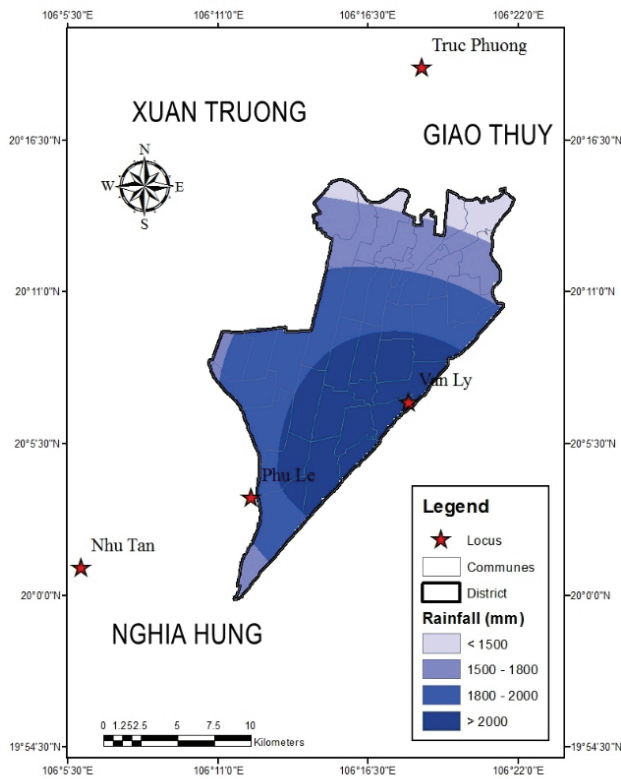 106°5'30"E 106°11'0"E 106°16'30"E 106°22'0"E
Truc Phuong
XUAN TRUONG
GIAO THUY
20°16'30"N 20°16'30"N
N
W E
S
20°11'0"N 20°11'0"N
Van Ly
20°5'30"N 20°5'30"N
Phu Le
Nhu Tan
20°0'0"N 20°0'0"N
NGHIA HUNG
Legend
Locus
Communes
District
Rainfall (mm)
< 1500
1500 - 1800
1800 - 2000
> 2000
0 1.252.5 5 7.5 10
Kilometers
19°54'30"N 19°54'30"N
106°5'30"E 106°11'0"E 106°16'30"E 106°22'0"E